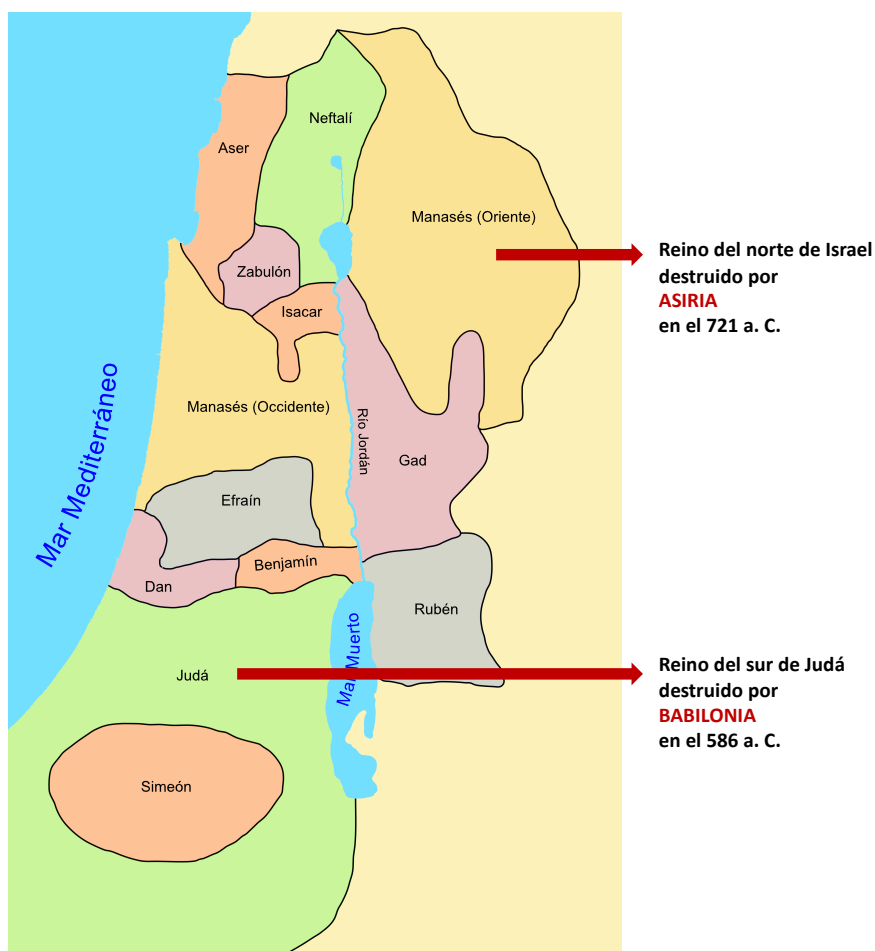 Neftalí
Aser
Manasés (Oriente)
Zabulón
Isacar
Manasés (Occidente)
Río Jordán
Gad
Mar Mediterráneo
Efraín
Benjamín
Dan
Rubén
Mar Muerto
Judá
Simeón
Reino del norte de Israel
destruido por
ASIRIA
en el 721 a. C.
Reino del sur de Judá
destruido por
BABILONIA
en el 586 a. C.